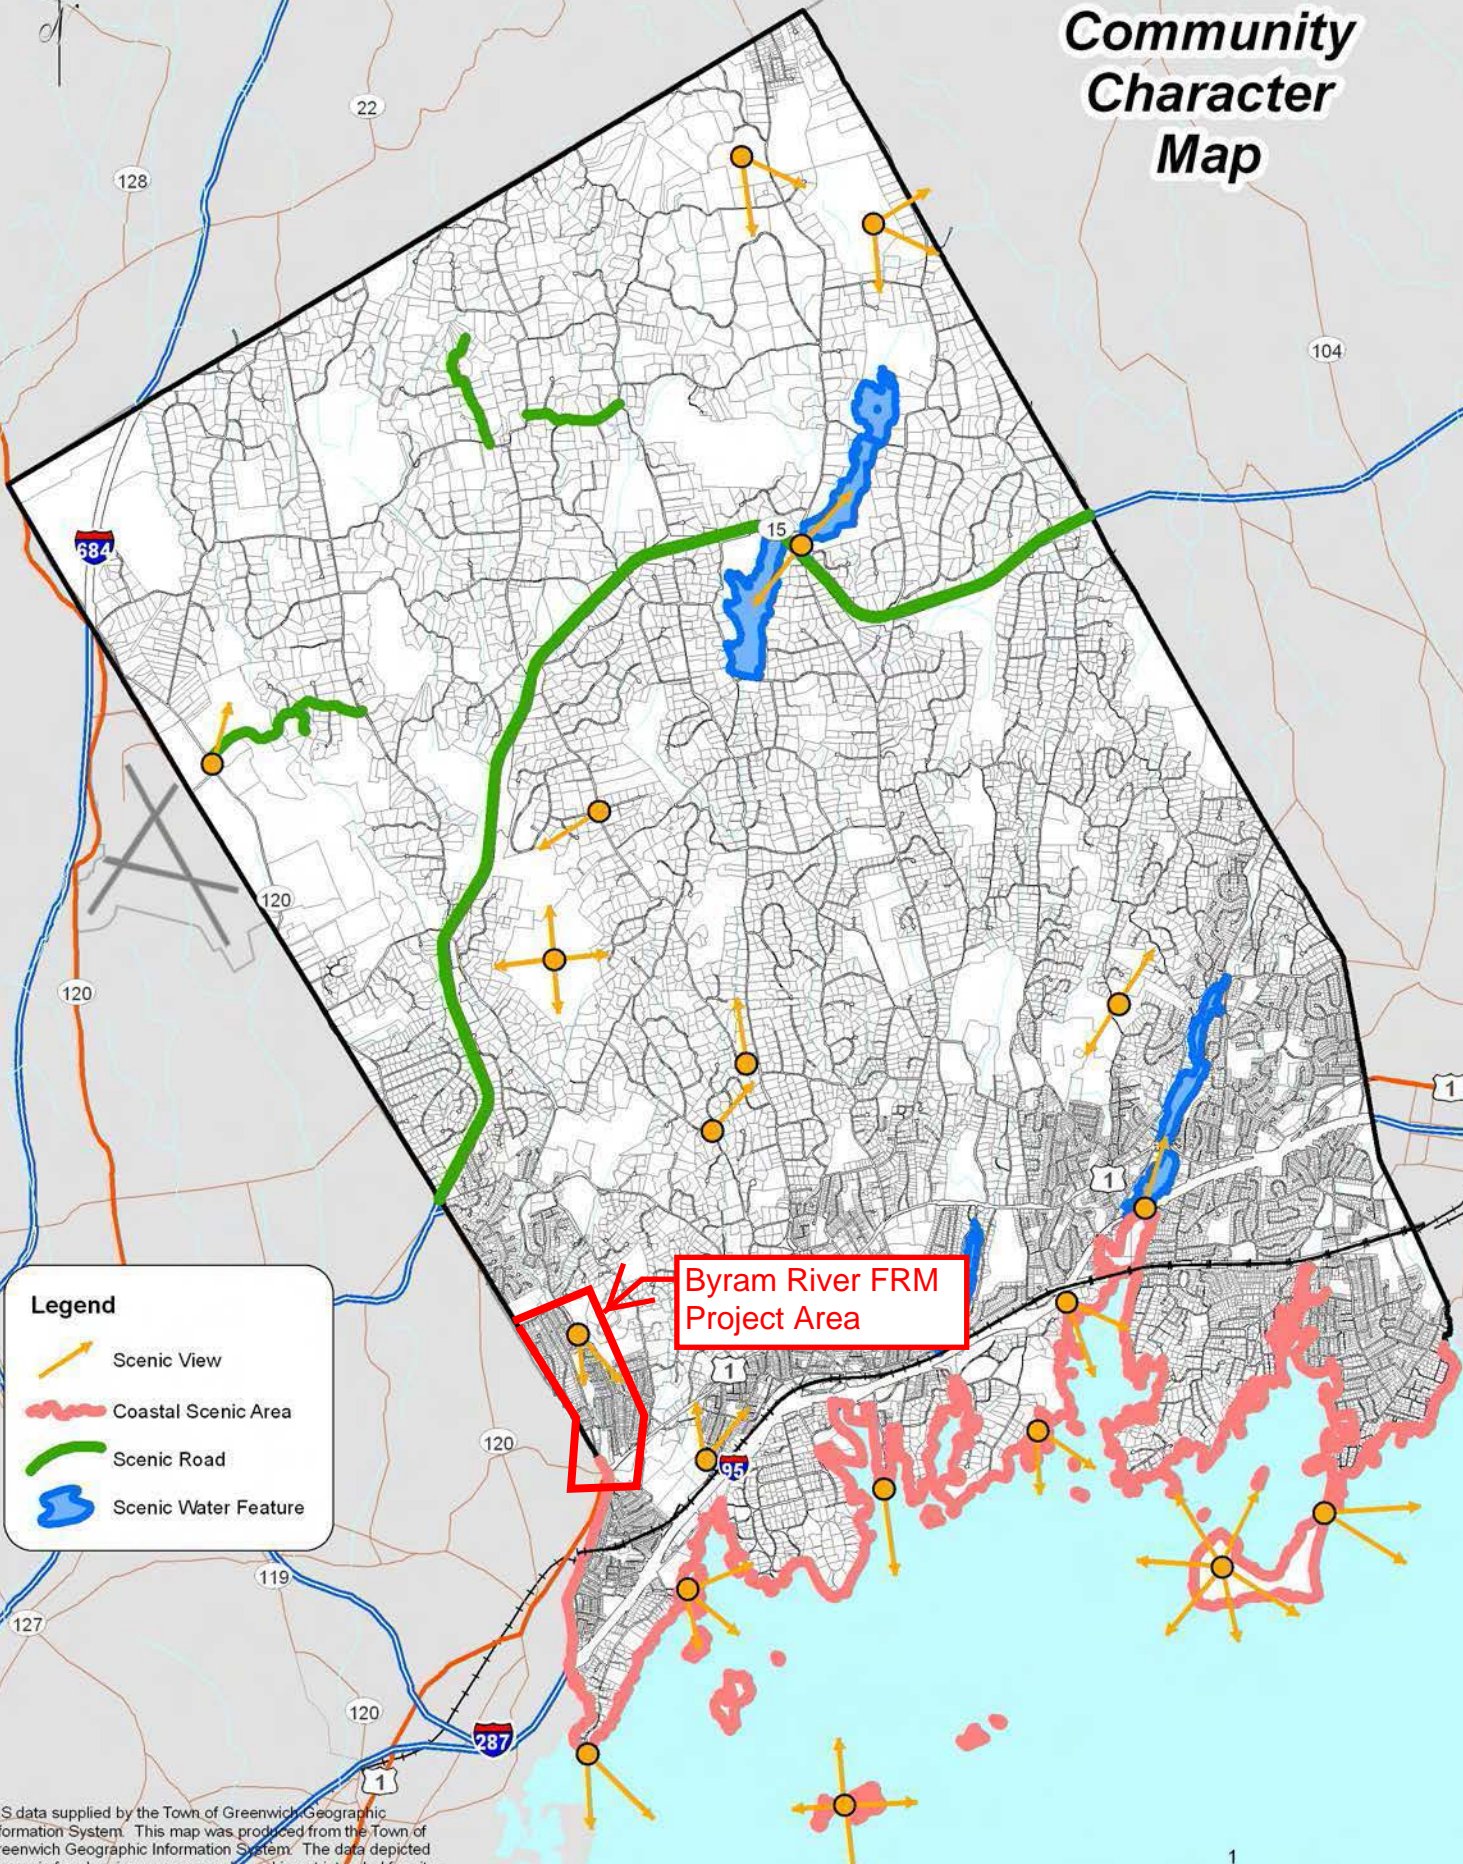 Community
Character
Map
22
128
104
15
684
120
120
1
1
Byram River FRM
Project Area
1
Legend
Scenic View
Coastal Scenic Area
Scenic Road
Scenic Water Feature
120
95
119
127
120
287
1
S data supplied by the Town of Greenwich Geographic
formation System. This map was produced from the Town of
reenwich Geographic Information System. The data depicted
1